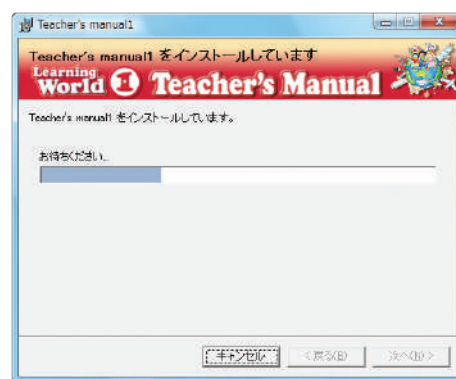 Teacher's manual1
Teacher's manual1 をインストールしています
Learning World 1 Teacher's Manual
Teacher's manual1 をインストールしています。
お待ちください...
キャンセル
< 戻る(B)
次へ(N) >